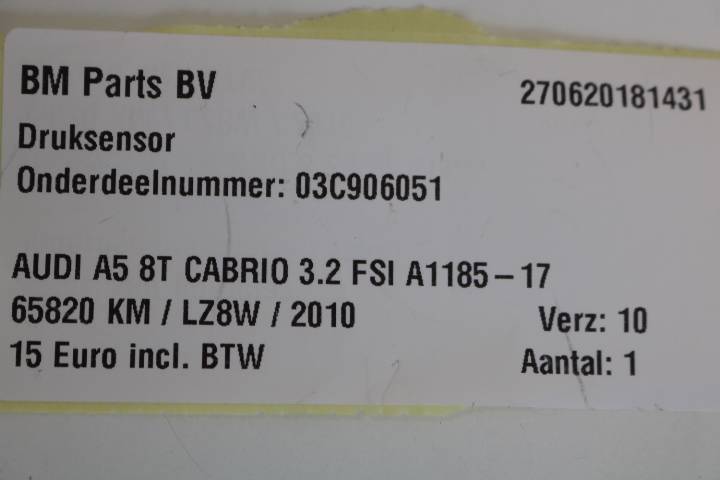 BM Parts BV 270620181431
Druksensor
Onderdeelnummer: 03C906051
AUDI A5 8T CABRIO 3.2 FSI A1185-17
65820 KM / LZ8W / 2010 Verz: 10
15 Euro incl. BTW Aantal: 1